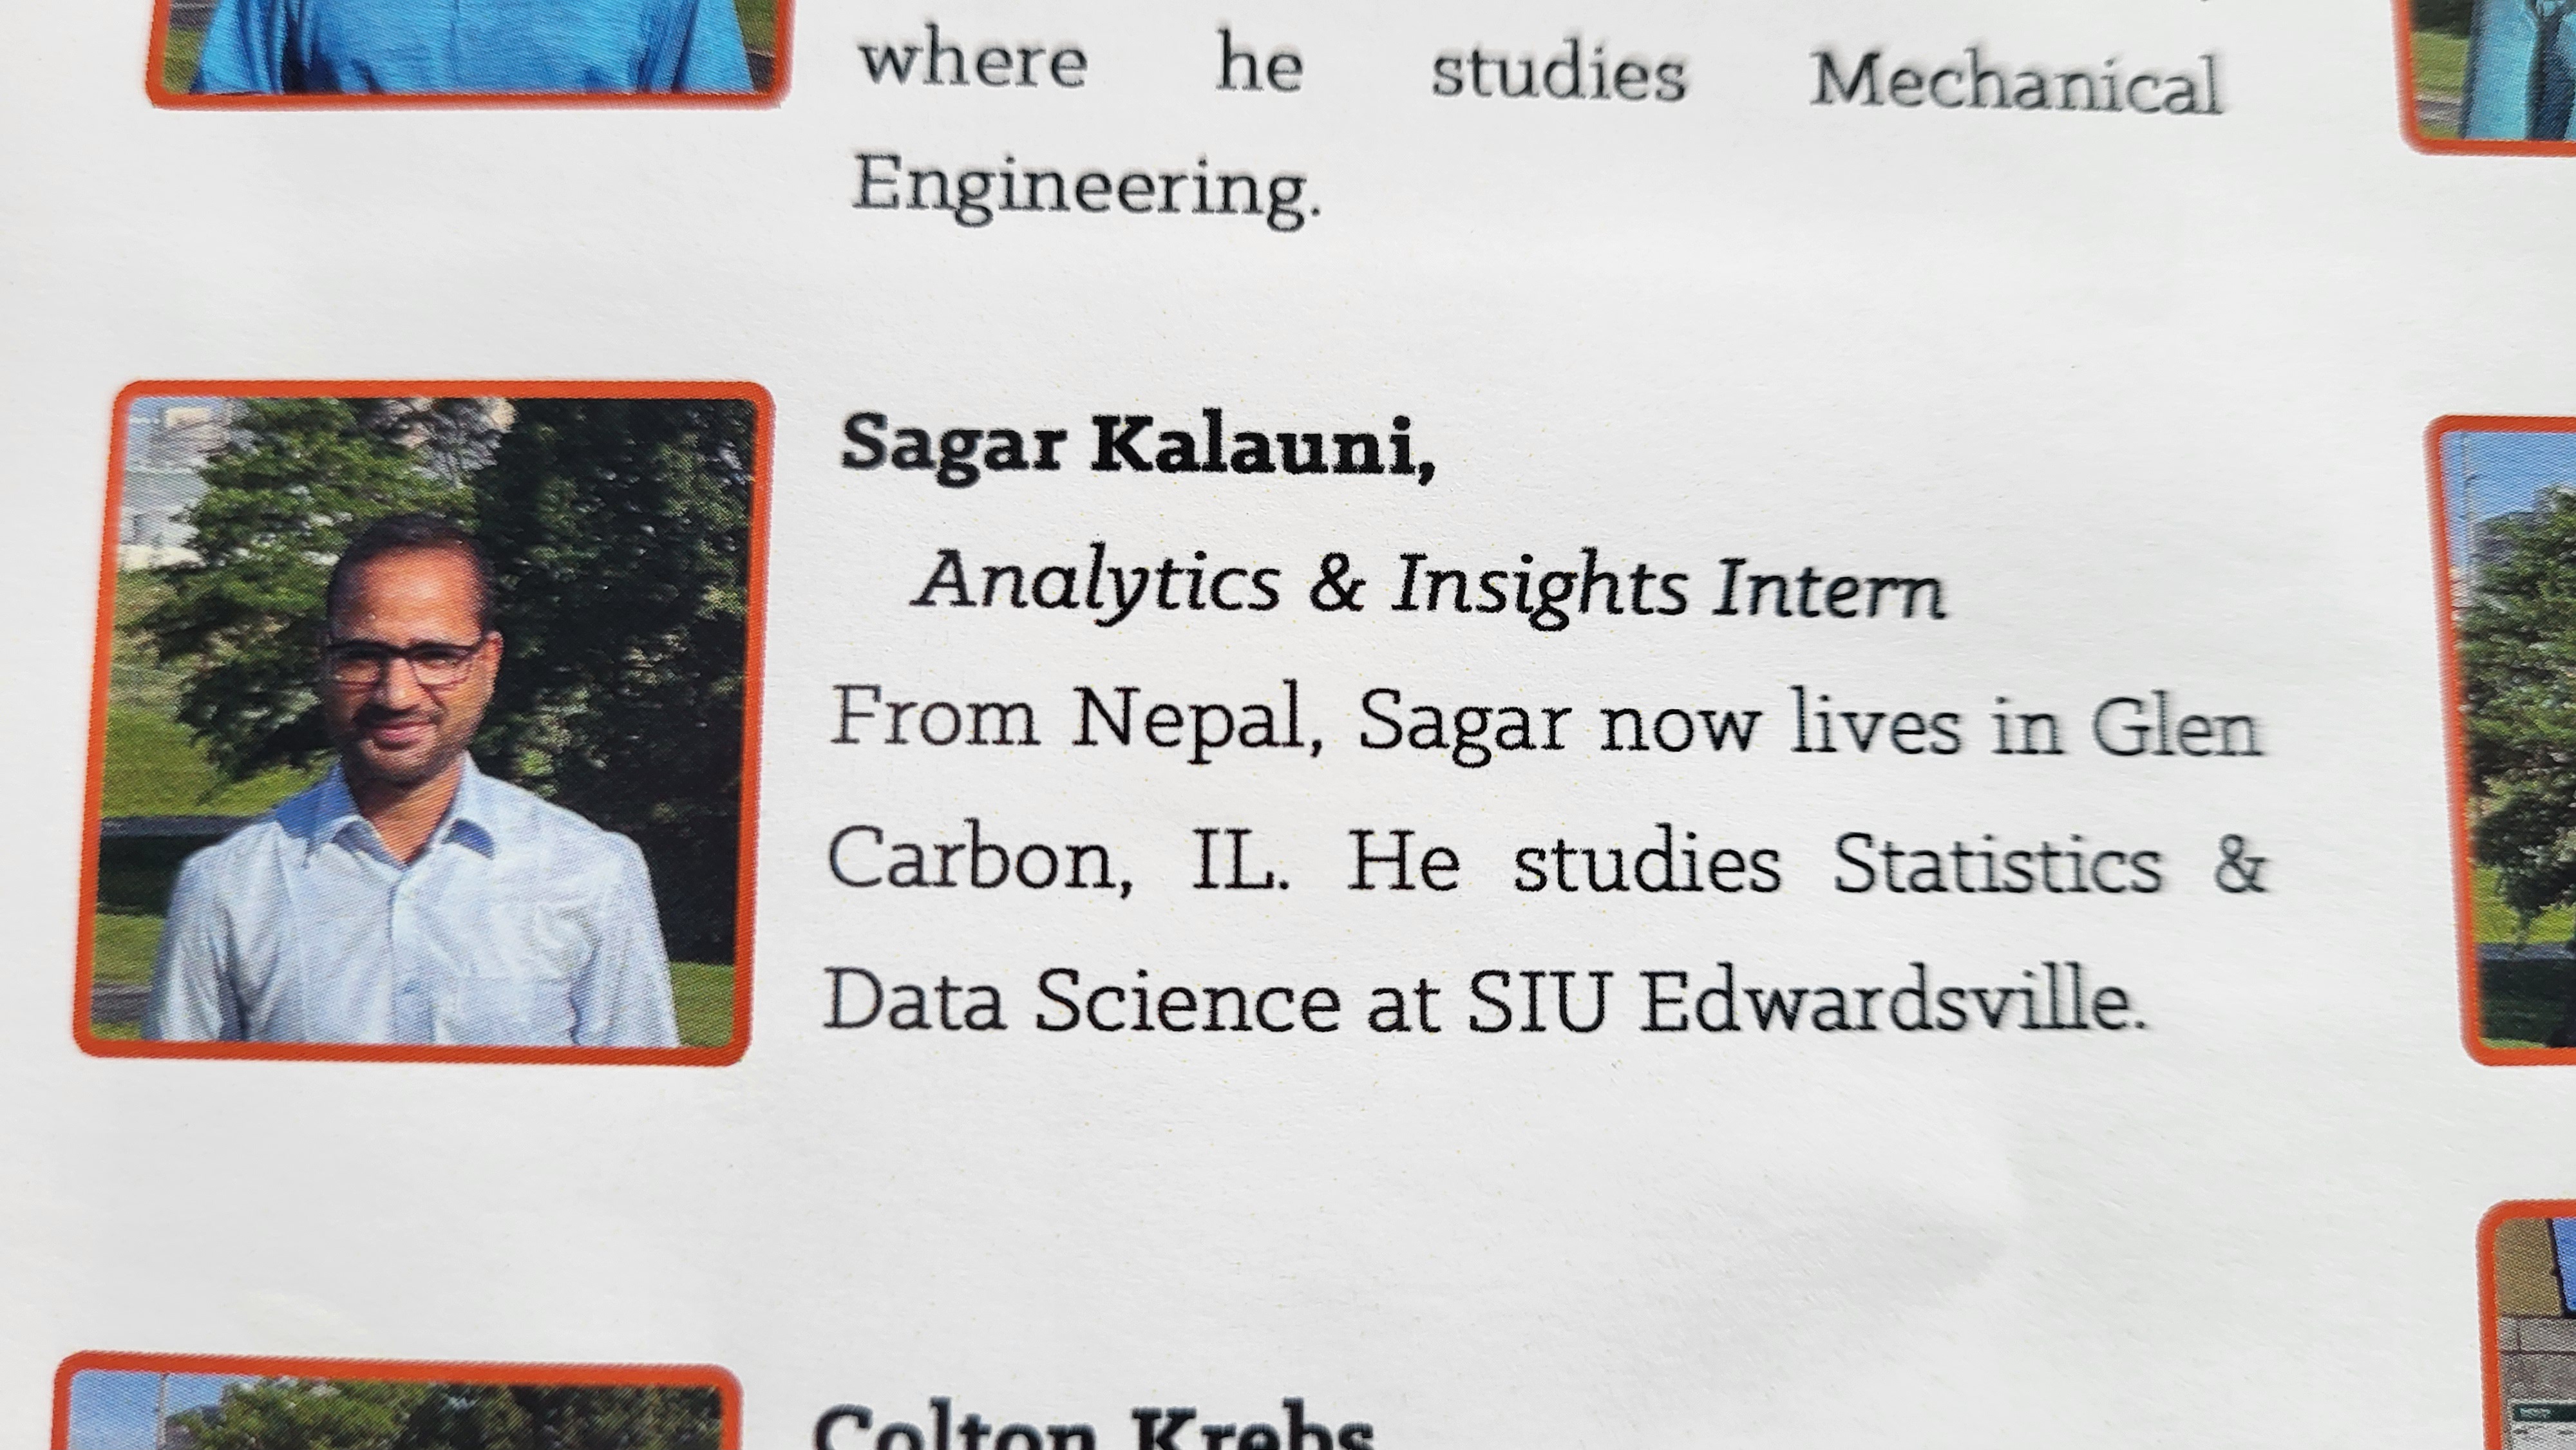 where he studies Mechanical
Engineering.
Sagar Kalauni,
Analytics & Insights Intern
From Nepal, Sagar now lives in Glen
Carbon, IL. He studies Statistics &
Data Science at SIU Edwardsville.
Colton Krebs